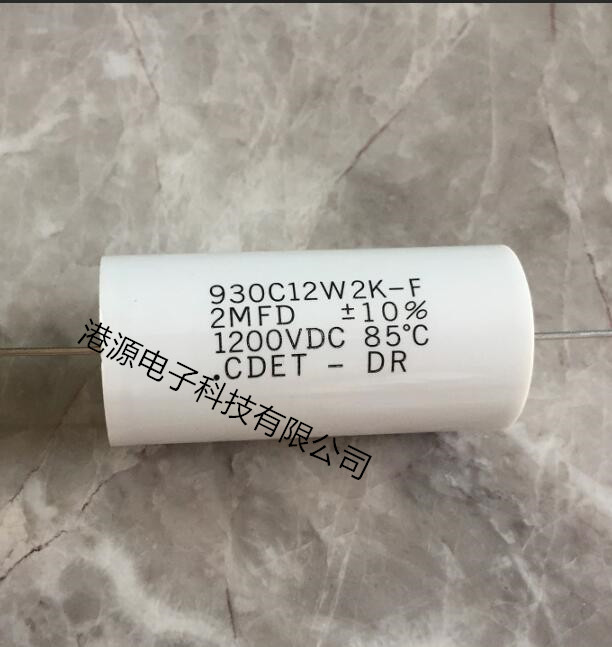 930C12W2K-F
2MFD ±10%
1200VDC 85°C
.CDET - DR
港源电子科技有限公司